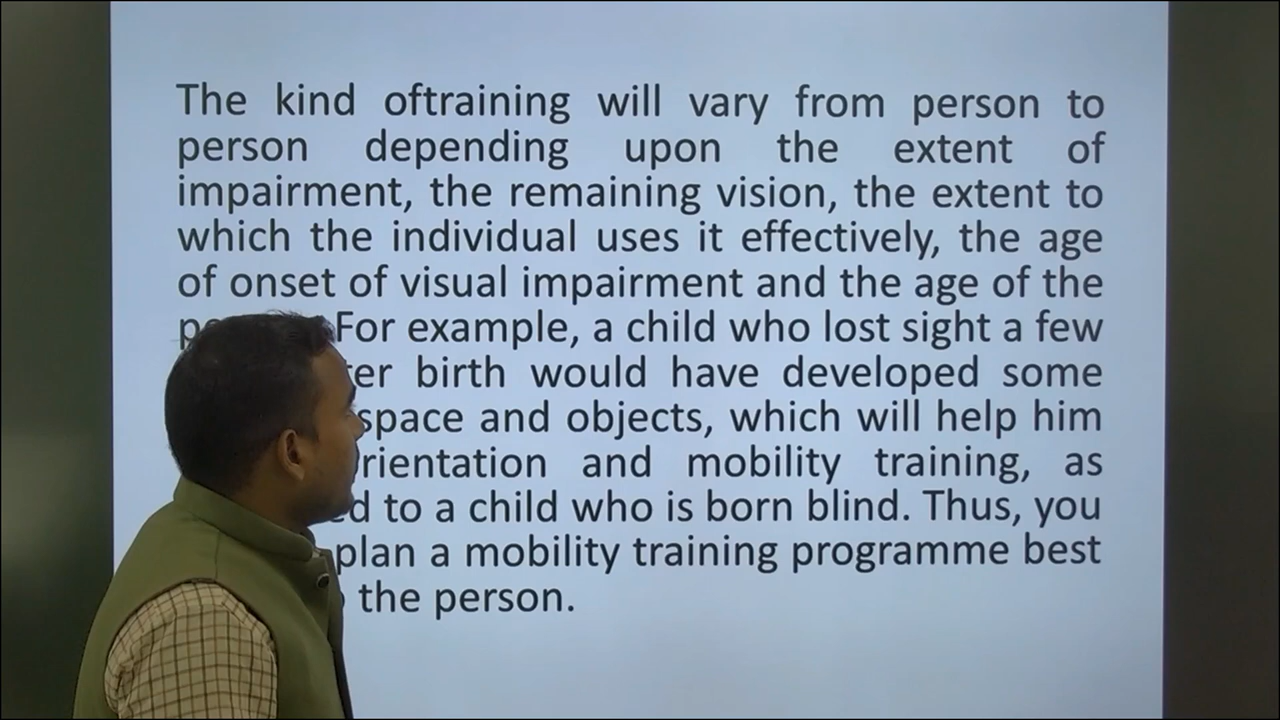 The kind oftraining will vary from person to
person depending upon the extent of
impairment, the remaining vision, the extent to
which the individual uses it effectively, the age
of onset of visual impairment and the age of the
For example, a child who lost sight a few
birth would have developed some
space and objects, which will help him
and mobility training, as
to a child who is born blind. Thus, you
plan a mobility training programme best
the person.